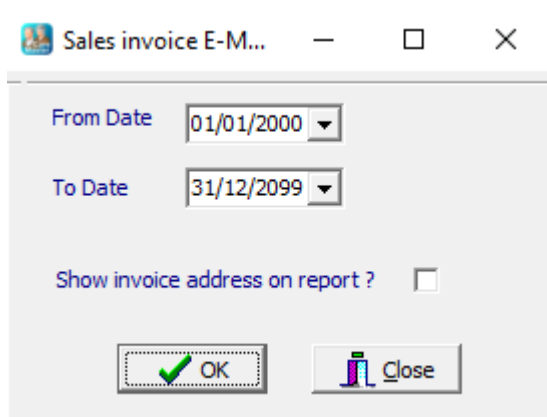 Sales invoice E-M...
From Date 01/01/2000
To Date 31/12/2099
Show invoice address on report ?
OK Close